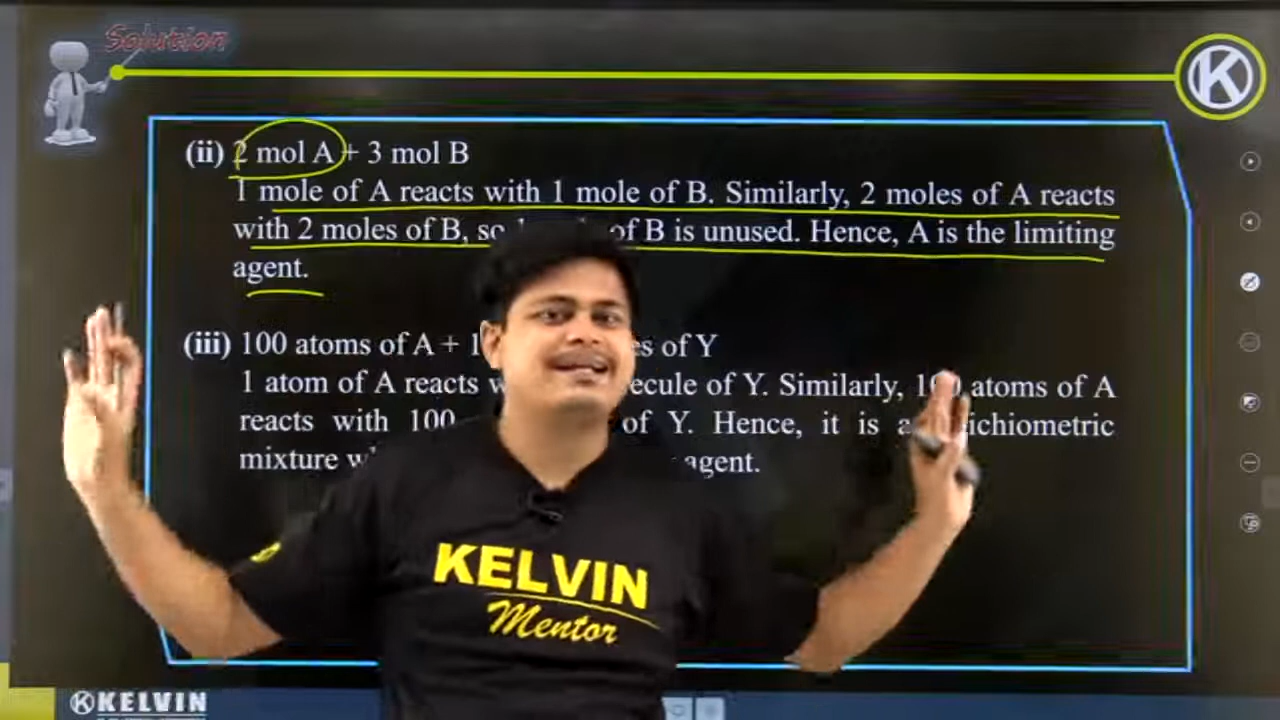 Solution
K
(ii) 2 mol A + 3 mol B
1 mole of A reacts with 1 mole of B. Similarly, 2 moles of A reacts
with 2 moles of B, so of B is unused. Hence, A is the limiting
agent.
(iii) 100 atoms of A + of Y
1 atom of A reacts of Y. Similarly, atoms of A
reacts with 100 of Y. Hence, it is
mixture agent.
KELVIN
Mentor
KELVIN